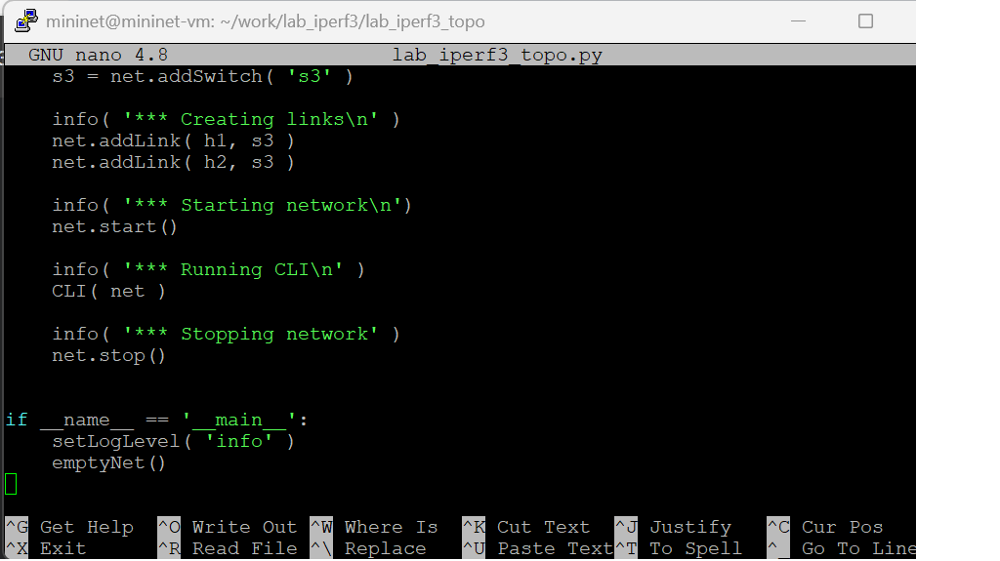 mininet@mininet-vm: ~/work/lab_iperf3/lab_iperf3_topo
GNU nano 4.8 lab_iperf3_topo.py
    s3 = net.addSwitch( 's3' )

    info( '*** Creating links\n' )
    net.addLink( h1, s3 )
    net.addLink( h2, s3 )

    info( '*** Starting network\n')
    net.start()

    info( '*** Running CLI\n' )
    CLI( net )

    info( '*** Stopping network' )
    net.stop()


if __name__ == '__main__':
    setLogLevel( 'info' )
    emptyNet()

^G Get Help ^O Write Out ^W Where Is ^K Cut Text ^J Justify ^C Cur Pos
^X Exit ^R Read File ^\ Replace ^U Paste Text ^T To Spell ^_ Go To Line